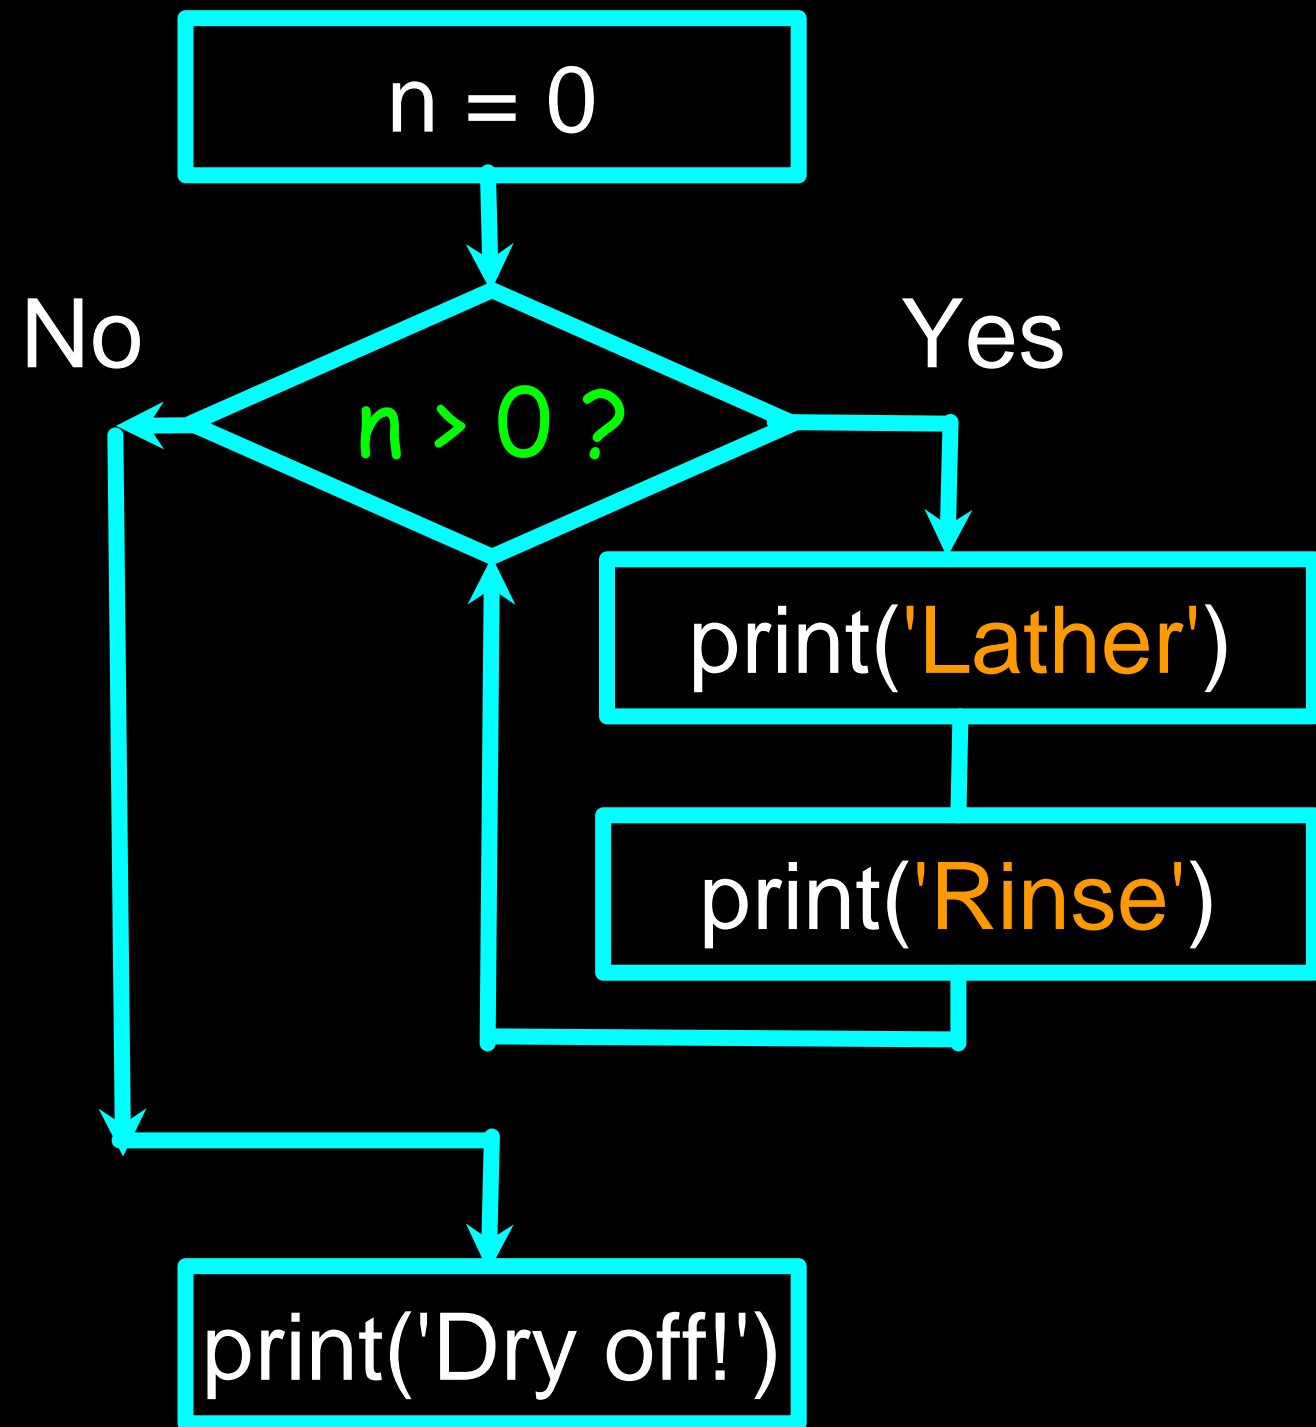 n = 0
No
Yes
n > 0 ?
print('Lather')
print('Rinse')
print('Dry off!')